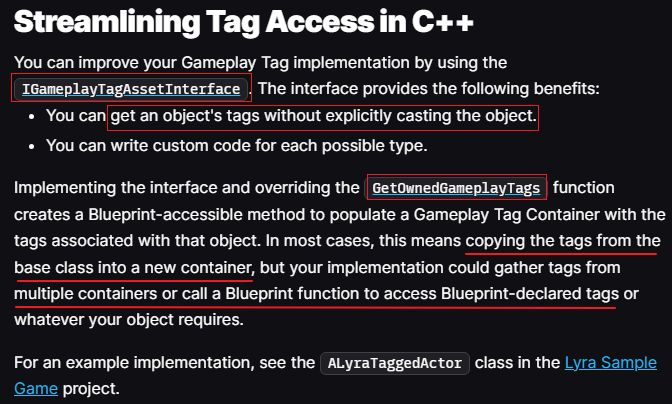 Streamlining Tag Access in C++
You can improve your Gameplay Tag implementation by using the
IGameplayTagAssetInterface. The interface provides the following benefits:
• You can get an object's tags without explicitly casting the object.
• You can write custom code for each possible type.
Implementing the interface and overriding the GetOwnedGameplayTags function
creates a Blueprint-accessible method to populate a Gameplay Tag Container with the
tags associated with that object. In most cases, this means copying the tags from the
base class into a new container, but your implementation could gather tags from
multiple containers or call a Blueprint function to access Blueprint-declared tags or
whatever your object requires.
For an example implementation, see the ALyraTaggedActor class in the Lyra Sample
Game project.